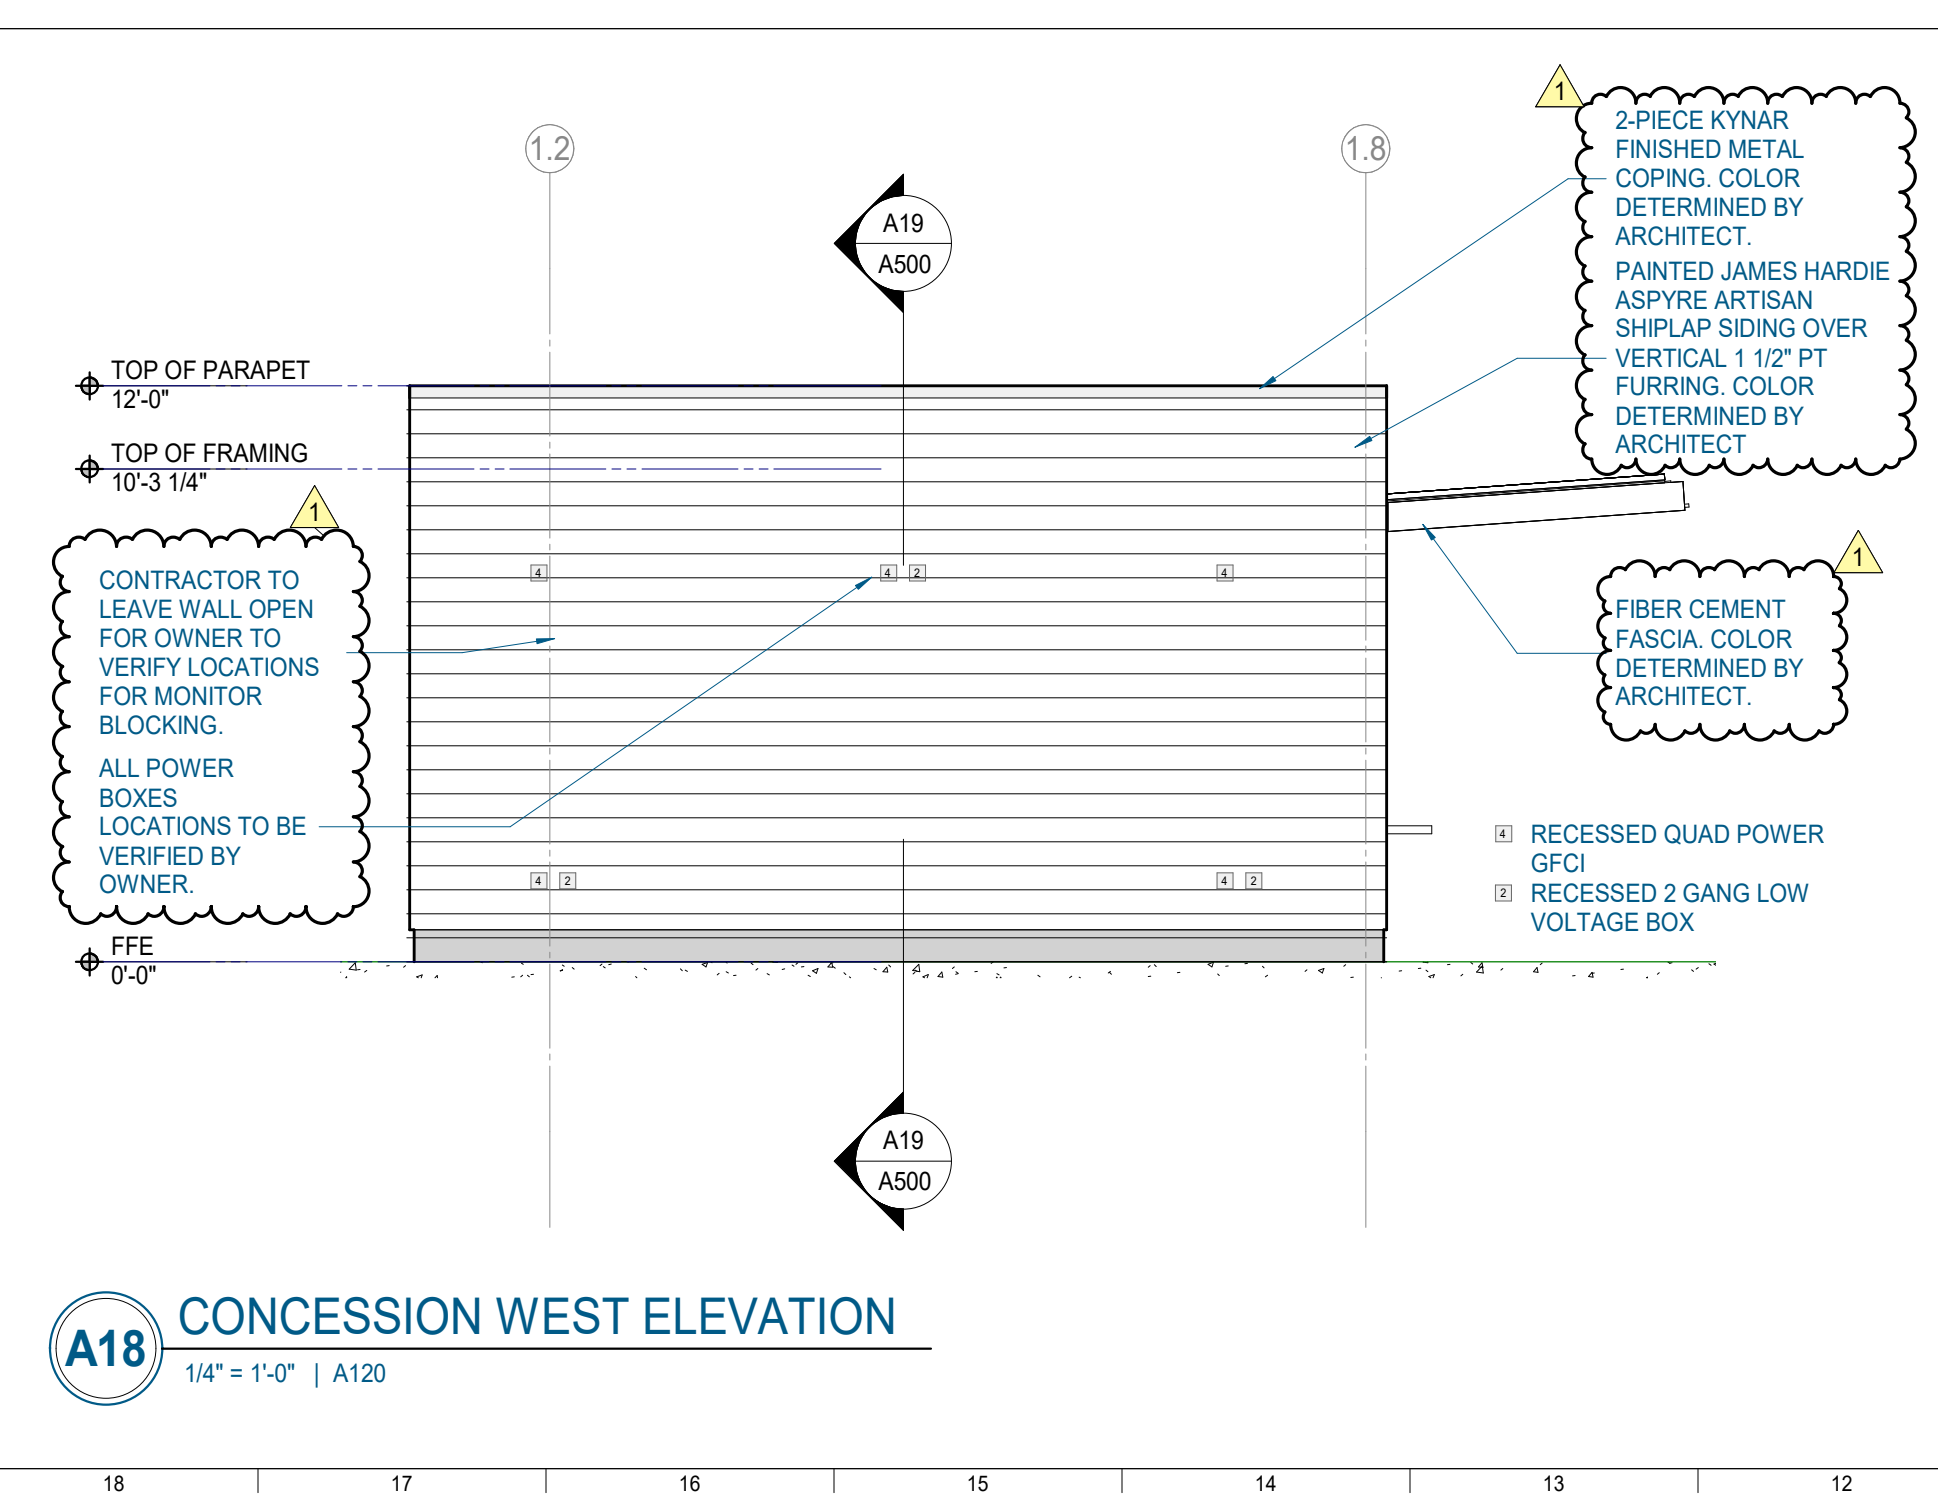 1
2-PIECE KYNAR
FINISHED METAL
COPING. COLOR
DETERMINED BY
ARCHITECT.
PAINTED JAMES HARDIE
ASPYRE ARTISAN
SHIPLAP SIDING OVER
VERTICAL 1 1/2" PT
FURRING. COLOR
DETERMINED BY
ARCHITECT
1.2
1.8
A19
A500
TOP OF PARAPET
12'-0"
TOP OF FRAMING
10'-3 1/4"
1
CONTRACTOR TO
LEAVE WALL OPEN
FOR OWNER TO
VERIFY LOCATIONS
FOR MONITOR
BLOCKING.
ALL POWER
BOXES
LOCATIONS TO BE
VERIFIED BY
OWNER.
4
4 2
4
1
FIBER CEMENT
FASCIA. COLOR
DETERMINED BY
ARCHITECT.
4 RECESSED QUAD POWER
GFCI
2 RECESSED 2 GANG LOW
VOLTAGE BOX
4 2
4 2
FFE
0'-0"
A19
A500
A18
CONCESSION WEST ELEVATION
1/4" = 1'-0" | A120
18 17 16 15 14 13 12